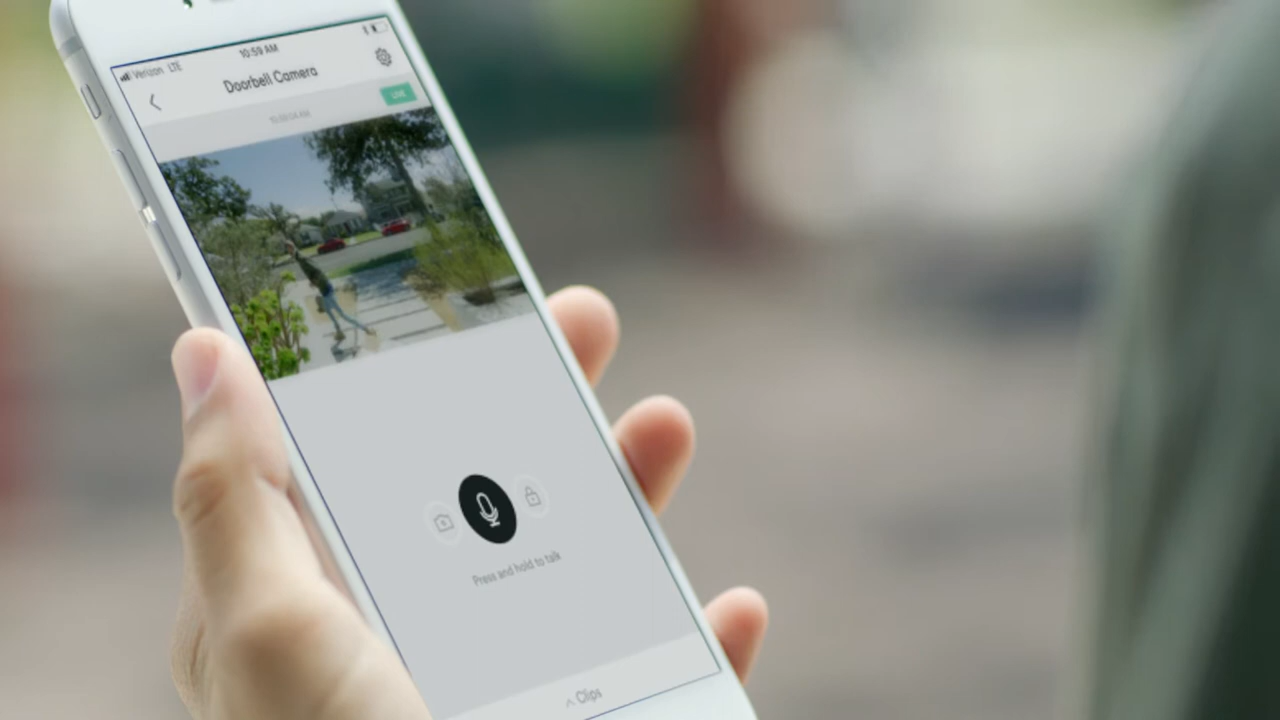 Verizon LTE 10:59 AM
Doorbell Camera
LIVE
Press and hold to talk
Clips